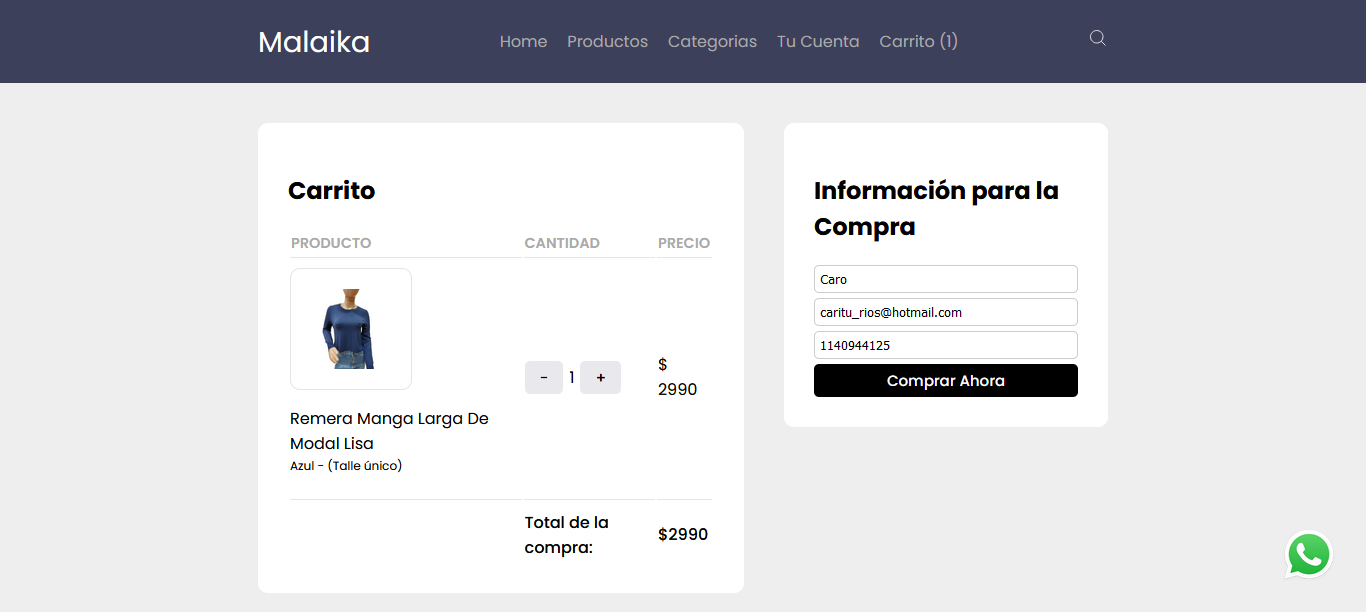 Malaika
Home Productos Categorias Tu Cuenta Carrito (1)
Carrito
PRODUCTO CANTIDAD PRECIO
- 1 +
$
2990
Remera Manga Larga De
Modal Lisa
Azul - (Talle único)
Total de la
compra:
$2990
Información para la
Compra
Caro
caritu_rios@hotmail.com
1140944125
Comprar Ahora